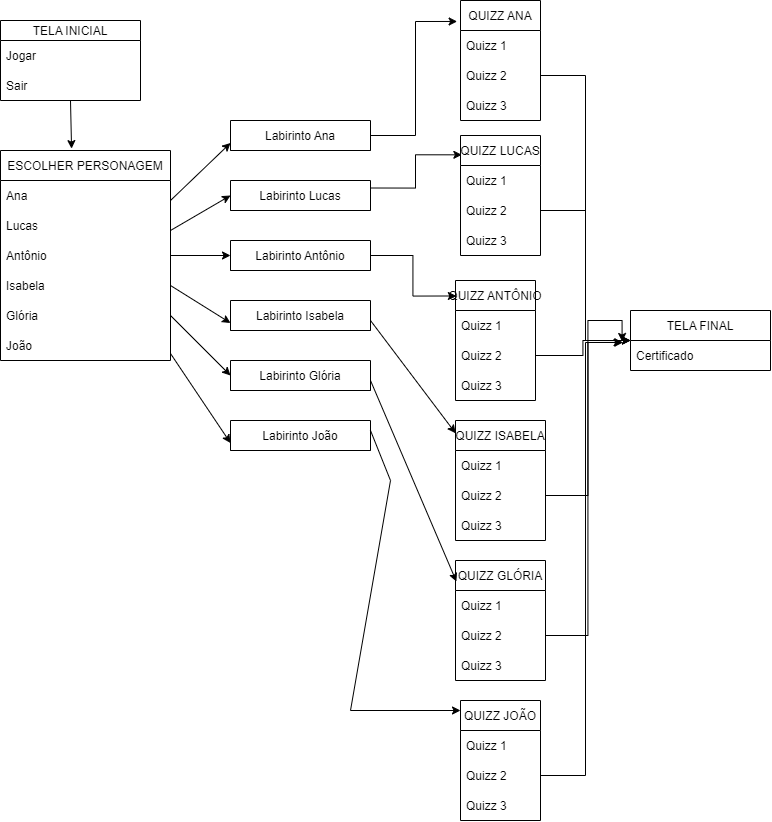 TELA INICIAL
Jogar
Sair
ESCOLHER PERSONAGEM
Ana
Lucas
Antônio
Isabela
Glória
João
Labirinto Ana
Labirinto Lucas
Labirinto Antônio
Labirinto Isabela
Labirinto Glória
Labirinto João
QUIZZ ANA
Quizz 1
Quizz 2
Quizz 3
QUIZZ LUCAS
Quizz 1
Quizz 2
Quizz 3
QUIZZ ANTÔNIO
Quizz 1
Quizz 2
Quizz 3
QUIZZ ISABELA
Quizz 1
Quizz 2
Quizz 3
QUIZZ GLÓRIA
Quizz 1
Quizz 2
Quizz 3
QUIZZ JOÃO
Quizz 1
Quizz 2
Quizz 3
TELA FINAL
Certificado